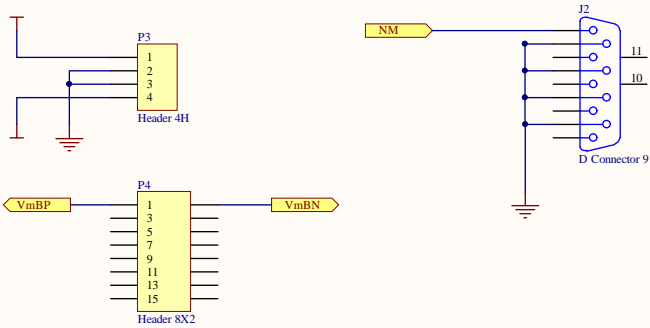 J2
P3
NM
1
2
3
4
11
10
Header 4H
D Connector 9
P4
VmBP
1
VmBN
3
5
7
9
11
13
15
Header 8X2